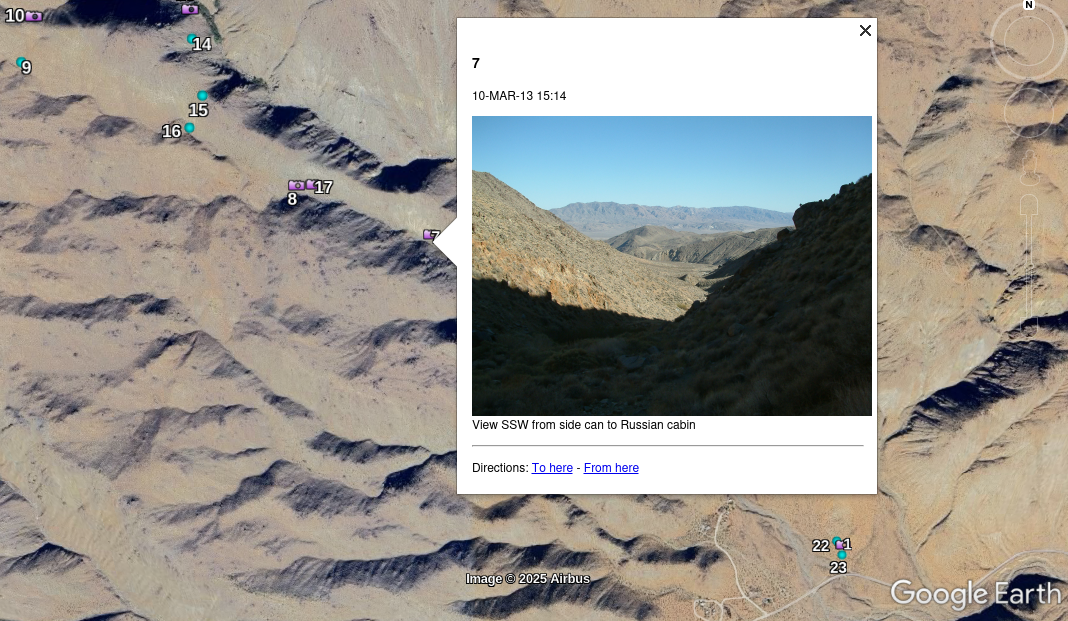 N
10
14
9
15
16
17
8
7
7
10-MAR-13 15:14
View SSW from side can to Russian cabin
Directions: To here - From here
22 1
23
Image © 2025 Airbus
Google Earth